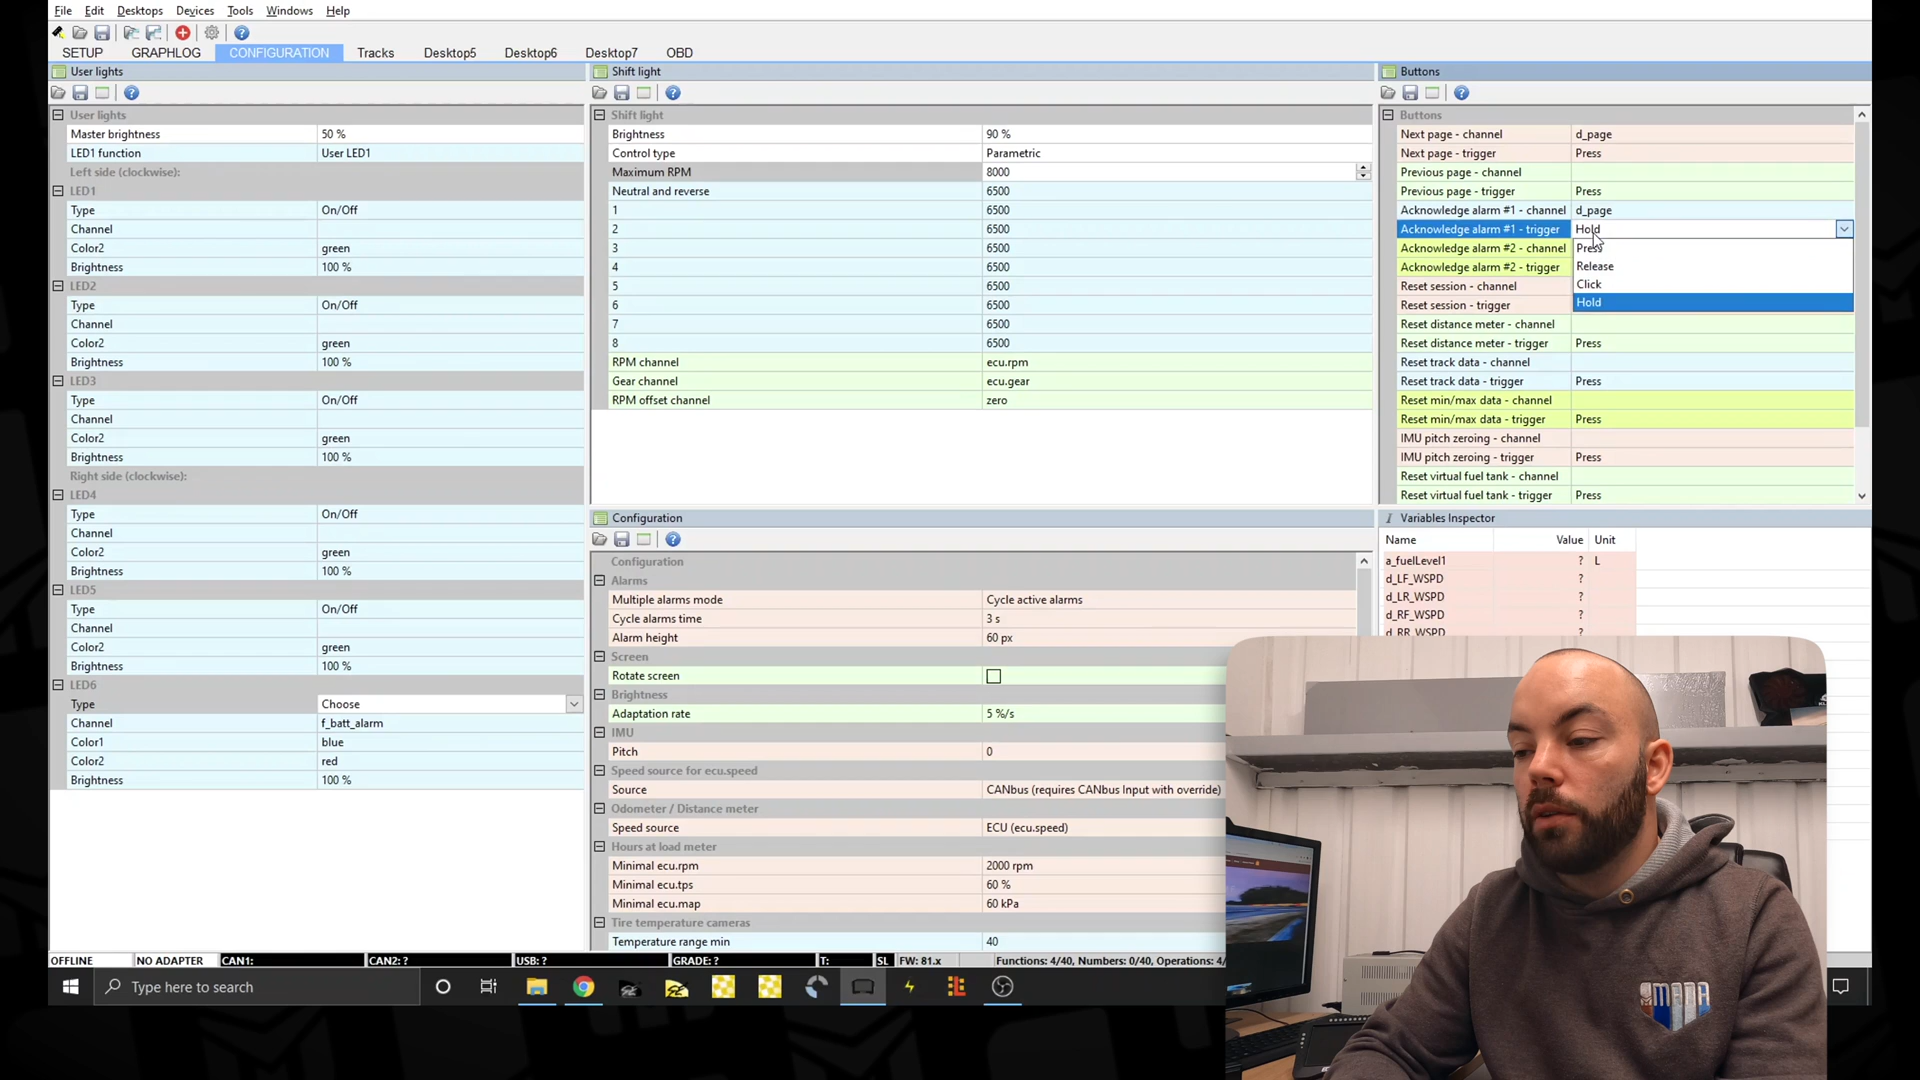 File Edit Desktops Devices Tools Windows Help
SETUP GRAPHLOG CONFIGURATION Tracks Desktop5 Desktop6 Desktop7 OBD
User lights
User lights
Master brightness 50 %
LED1 function User LED1
Left side (clockwise):
LED1
Type On/Off
Channel
Color2 green
Brightness 100 %
LED2
Type On/Off
Channel
Color2 green
Brightness 100 %
LED3
Type On/Off
Channel
Color2 green
Brightness 100 %
Right side (clockwise):
LED4
Type On/Off
Channel
Color2 green
Brightness 100 %
LED5
Type On/Off
Channel
Color2 green
Brightness 100 %
LED6
Type Choose
Channel f_batt_alarm
Color1 blue
Color2 red
Brightness 100 %
Shift light
Shift light
Brightness 90 %
Control type Parametric
Maximum RPM 8000
Neutral and reverse 6500
1 6500
2 6500
3 6500
4 6500
5 6500
6 6500
7 6500
8 6500
RPM channel ecu.rpm
Gear channel ecu.gear
RPM offset channel zero
Configuration
Configuration
Alarms
Multiple alarms mode Cycle active alarms
Cycle alarms time 3 s
Alarm height 60 px
Screen
Rotate screen
Brightness
Adaptation rate 5 %/s
IMU
Pitch 0
Speed source for ecu.speed
Source CANbus (requires CANbus Input with override)
Odometer / Distance meter
Speed source ECU (ecu.speed)
Hours at load meter
Minimal ecu.rpm 2000 rpm
Minimal ecu.tps 60 %
Minimal ecu.map 60 kPa
Tire temperature cameras
Temperature range min 40
Buttons
Buttons
Next page - channel d_page
Next page - trigger Press
Previous page - channel
Previous page - trigger Press
Acknowledge alarm #1 - channel d_page
Acknowledge alarm #1 - trigger Hold
Acknowledge alarm #2 - channel Press
Acknowledge alarm #2 - trigger Release
Reset session - channel Click
Reset session - trigger Hold
Reset distance meter - channel
Reset distance meter - trigger Press
Reset track data - channel
Reset track data - trigger Press
Reset min/max data - channel
Reset min/max data - trigger Press
IMU pitch zeroing - channel
IMU pitch zeroing - trigger Press
Reset virtual fuel tank - channel
Reset virtual fuel tank - trigger Press
Variables Inspector
Name Value Unit
a_fuelLevel1 ? L
d_LF_WSPD ?
d_LR_WSPD ?
d_RF_WSPD ?
d_RR_WSPD ?
OFFLINE NO ADAPTER CAN1: CAN2: ? USB: ? GRADE: ? T: SL FW: 81.x Functions: 4/40, Numbers: 0/40, Operations: 4/
Type here to search